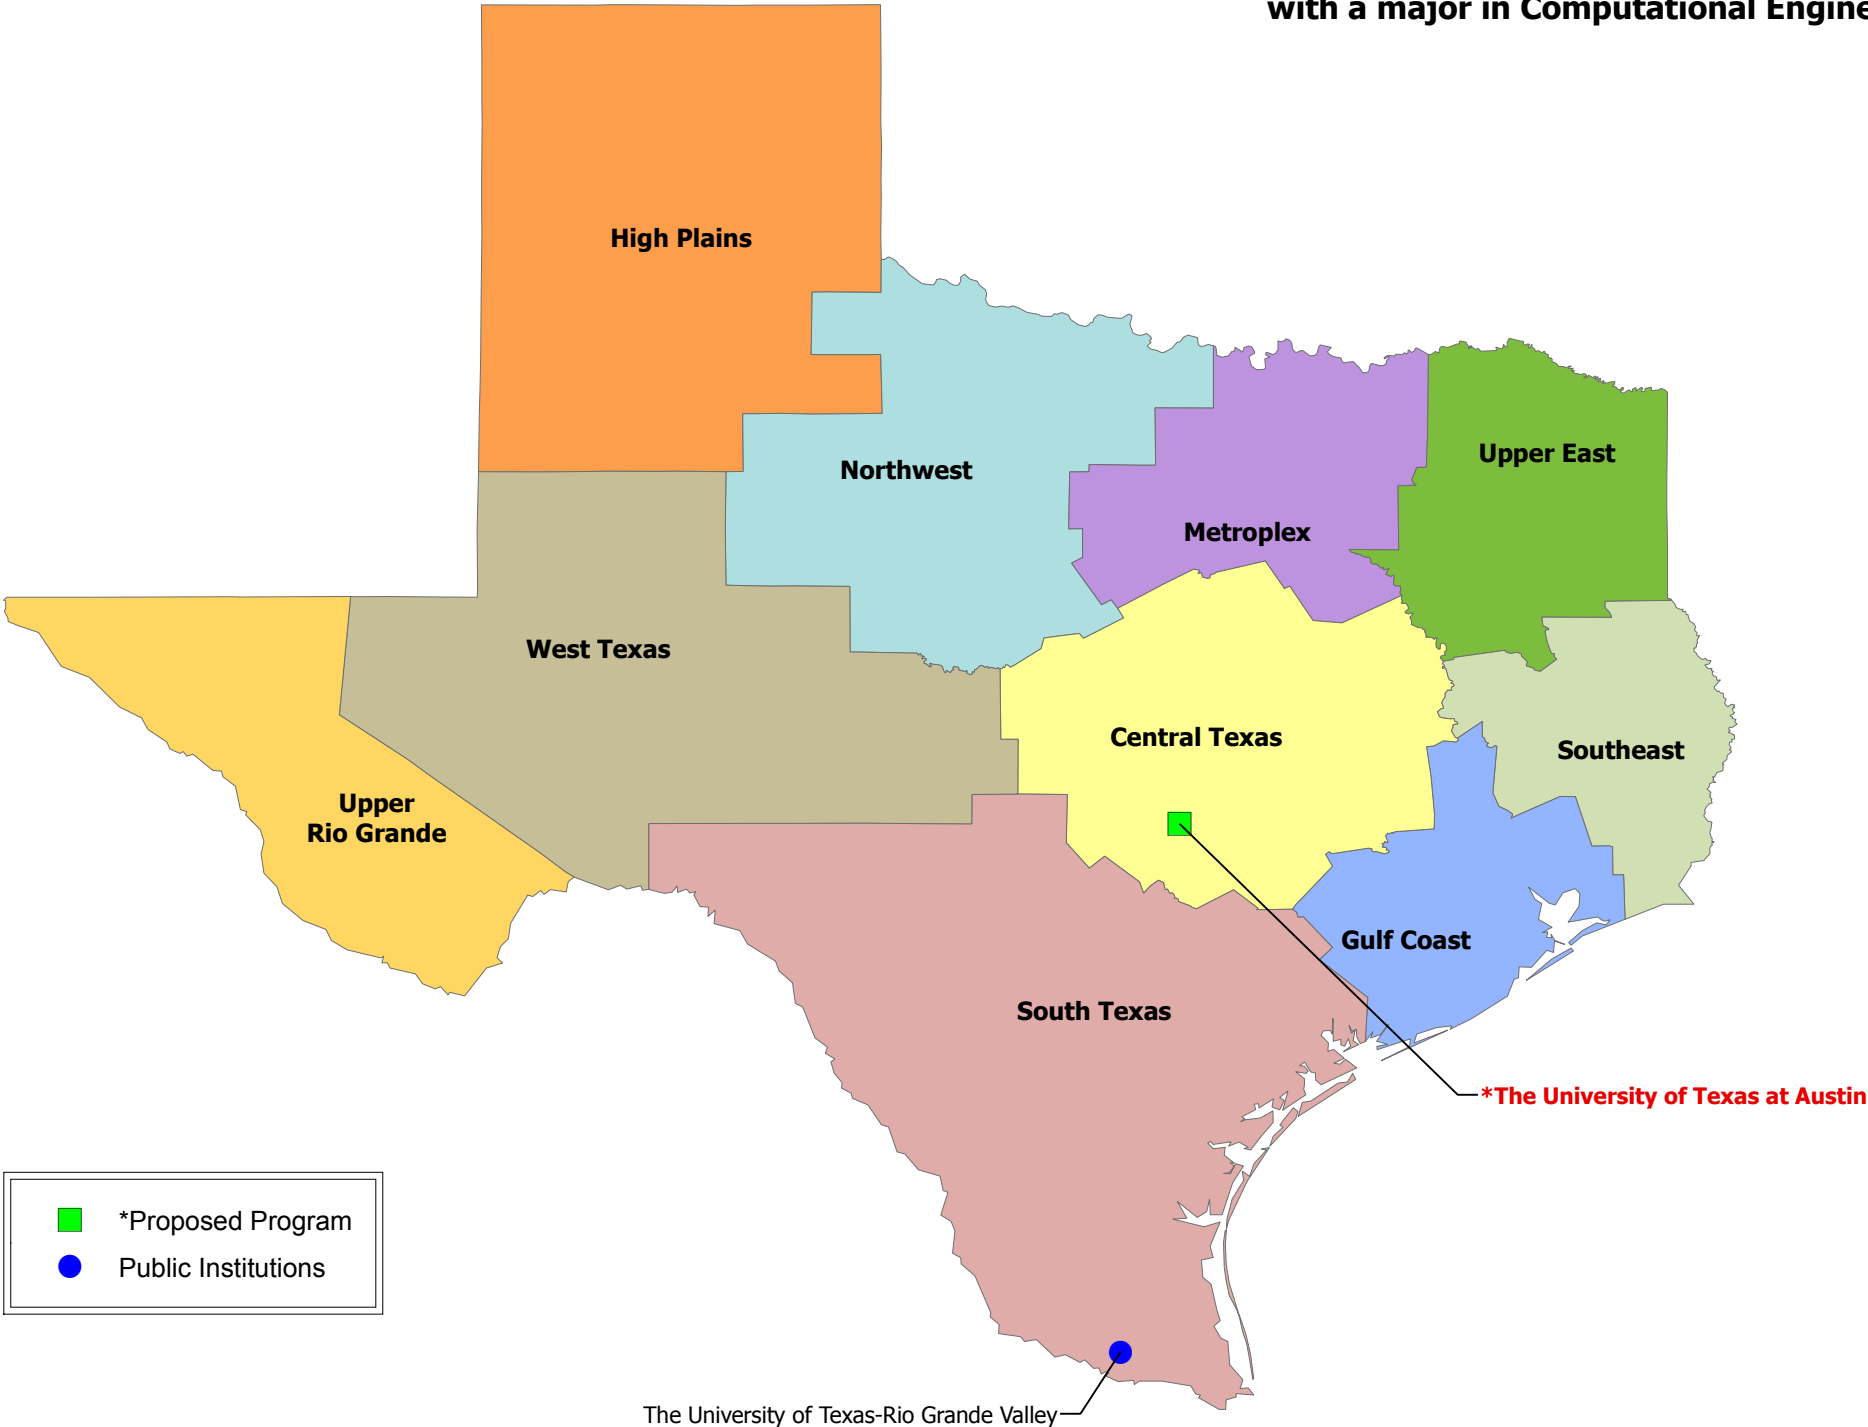 with a major in Computational Engine
High Plains
Northwest
Upper East
Metroplex
West Texas
Central Texas
Southeast
Upper
Rio Grande
Gulf Coast
South Texas
*The University of Texas at Austin
*Proposed Program
Public Institutions
The University of Texas-Rio Grande Valley